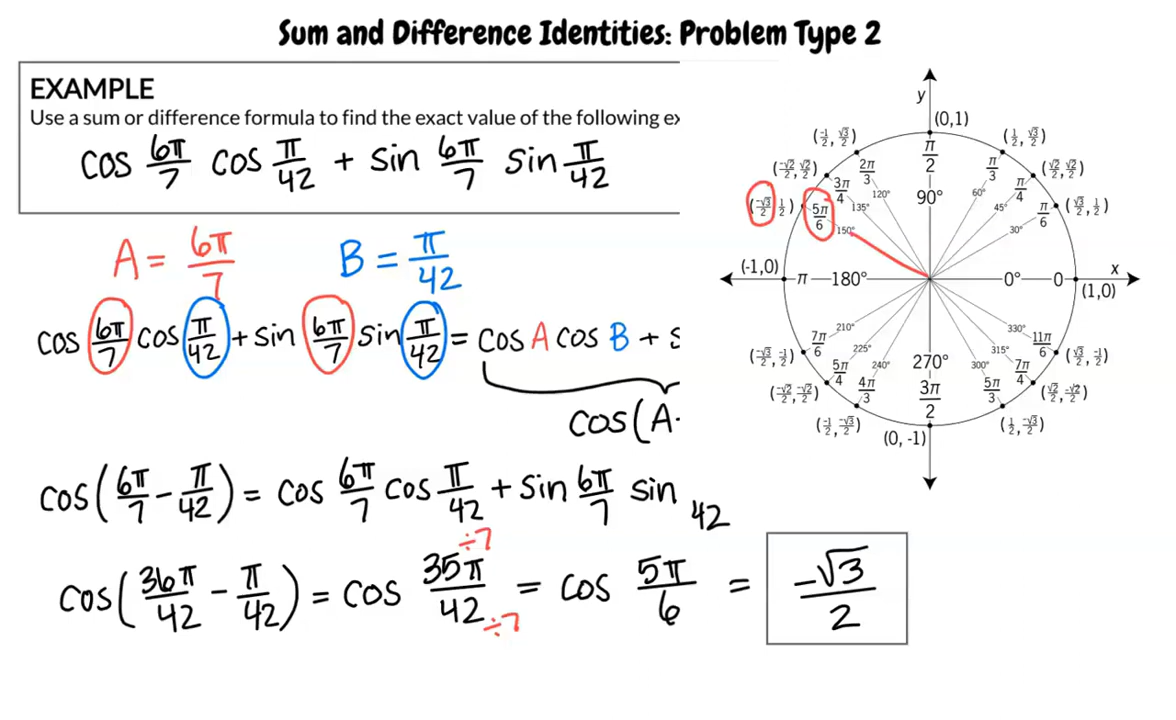 Sum and Difference Identities: Problem Type 2
EXAMPLE
Use a sum or difference formula to find the exact value of the following ex
cos 6π/7 cos π/42 + sin 6π/7 sin π/42
A = 6π/7 B = π/42
cos 6π/7 cos π/42 + sin 6π/7 sin π/42 = cos A cos B + s
cos(A-
cos(6π/7 - π/42) = cos 6π/7 cos π/42 + sin 6π/7 sin 42
÷7
cos(36π/42 - π/42) = cos 35π/42 = cos 5π/6 = -√3/2
÷7
y
(0,1)
(-1/2, √3/2) π/2 (1/2, √3/2)
(-√2/2, √2/2) 2π/3 π/3 (√2/2, √2/2)
3π/4 120° 90° 60° π/4
(-√3/2, 1/2) 5π/6 135° 45° π/6 (√3/2, 1/2)
150° 30°
(-1,0) π 180° 0° 0 x
(1,0)
(-√3/2, -1/2) 7π/6 210° 330° 11π/6 (√3/2, -1/2)
225° 315°
(-√2/2, -√2/2) 5π/4 240° 270° 300° 7π/4 (√2/2, -√2/2)
4π/3 3π/2 5π/3
(-1/2, -√3/2) (0, -1) (1/2, -√3/2)